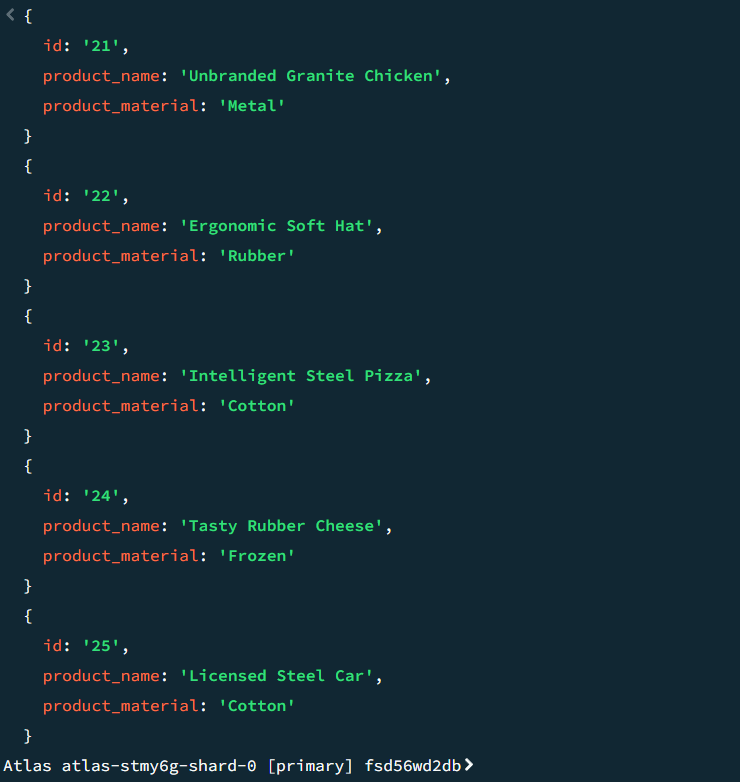 {
id: '21',
product_name: 'Unbranded Granite Chicken',
product_material: 'Metal'
}
{
id: '22',
product_name: 'Ergonomic Soft Hat',
product_material: 'Rubber'
}
{
id: '23',
product_name: 'Intelligent Steel Pizza',
product_material: 'Cotton'
}
{
id: '24',
product_name: 'Tasty Rubber Cheese',
product_material: 'Frozen'
}
{
id: '25',
product_name: 'Licensed Steel Car',
product_material: 'Cotton'
}
Atlas atlas-stmy6g-shard-0 [primary] fsd56wd2db>